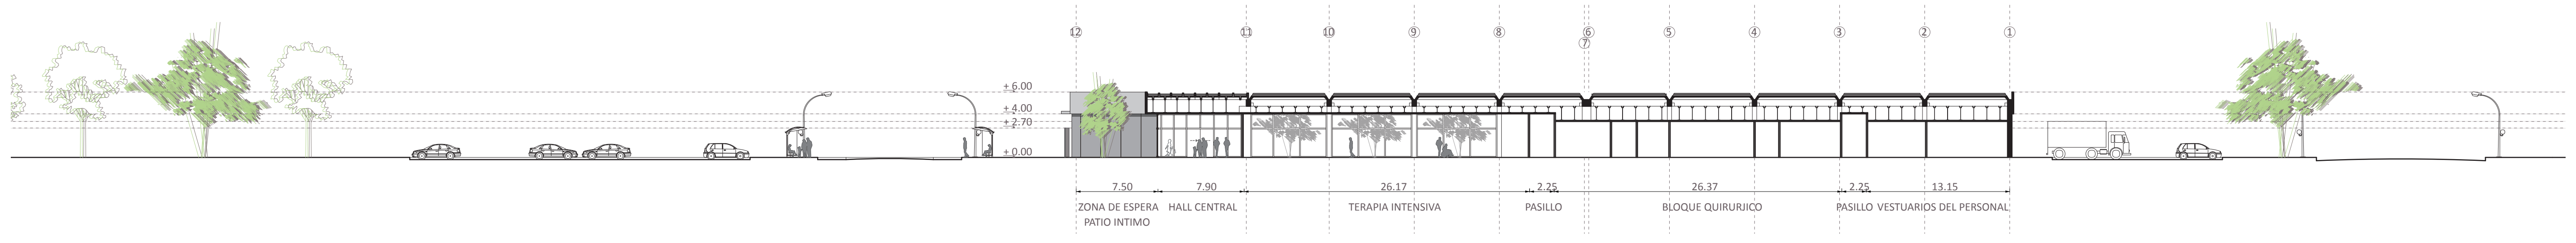 12 11 10 9 8 6 5 4 3 2 1
7
+ 6.00
+ 4.00
+ 2.70
+ 0.00
7.50 7.90 26.17 2.25 26.37 2.25 13.15
ZONA DE ESPERA HALL CENTRAL TERAPIA INTENSIVA PASILLO BLOQUE QUIRURJICO PASILLO VESTUARIOS DEL PERSONAL
PATIO INTIMO